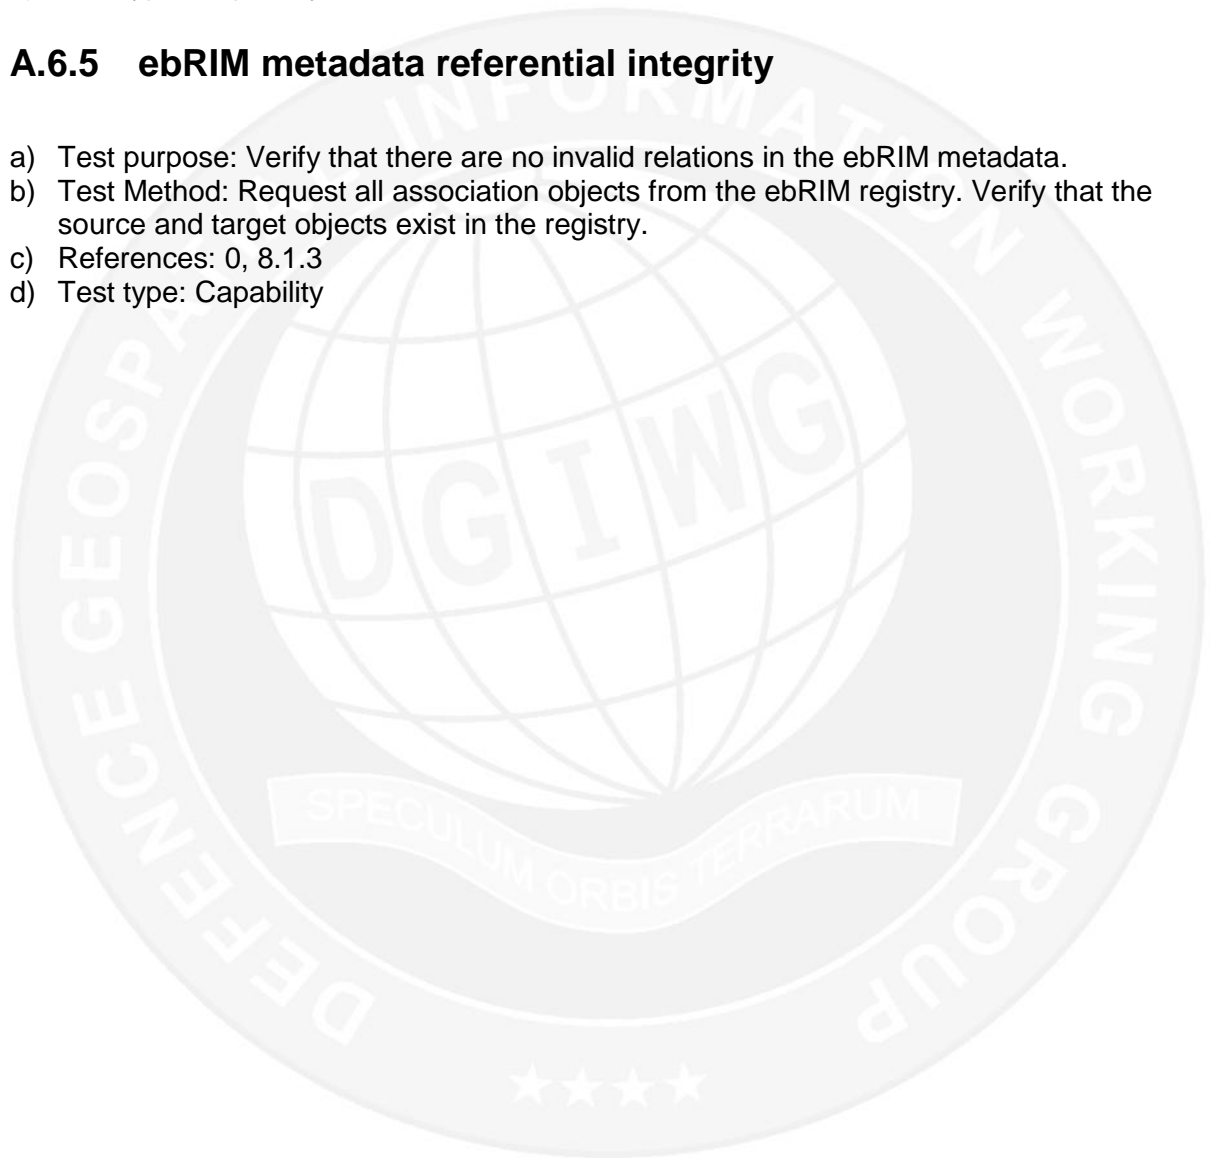 A.6.5 ebRIM metadata referential integrity
a) Test purpose: Verify that there are no invalid relations in the ebRIM metadata.
b) Test Method: Request all association objects from the ebRIM registry. Verify that the
source and target objects exist in the registry.
c) References: 0, 8.1.3
d) Test type: Capability
DEFENCE GEOSPATIAL INFORMATION WORKING GROUP
DGIWG
SPECULUM ORBIS TERRARUM